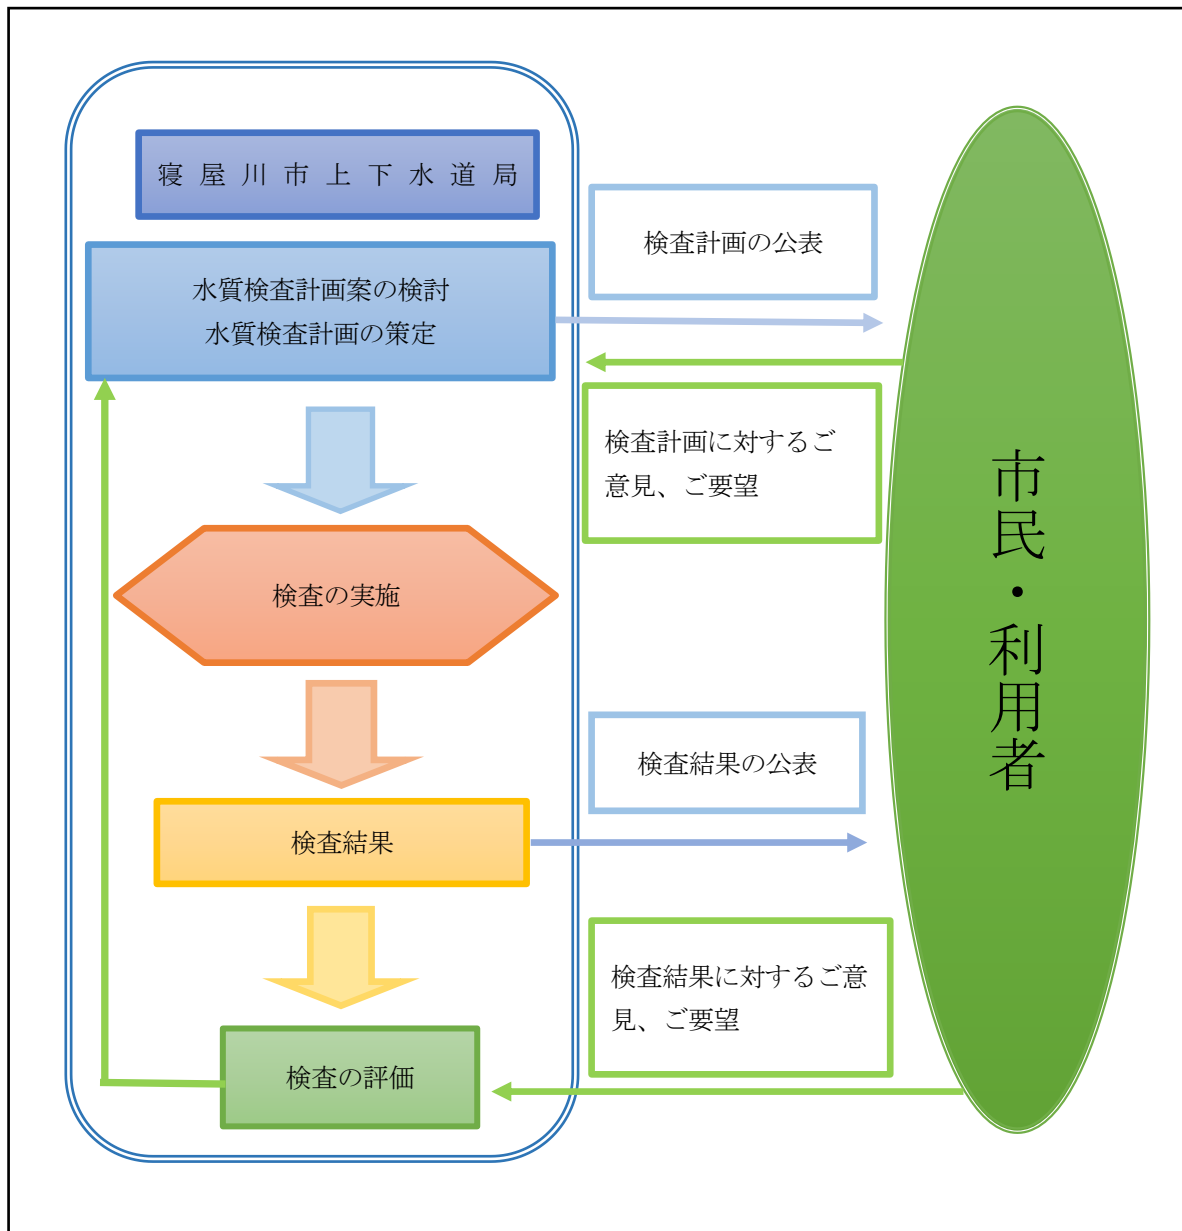 寝屋川市上下水道局
検査計画の公表
水質検査計画案の検討
水質検査計画の策定
検査計画に対するご
意見、ご要望
検査の実施
市民・利用者
検査結果の公表
検査結果
検査結果に対するご意
見、ご要望
検査の評価